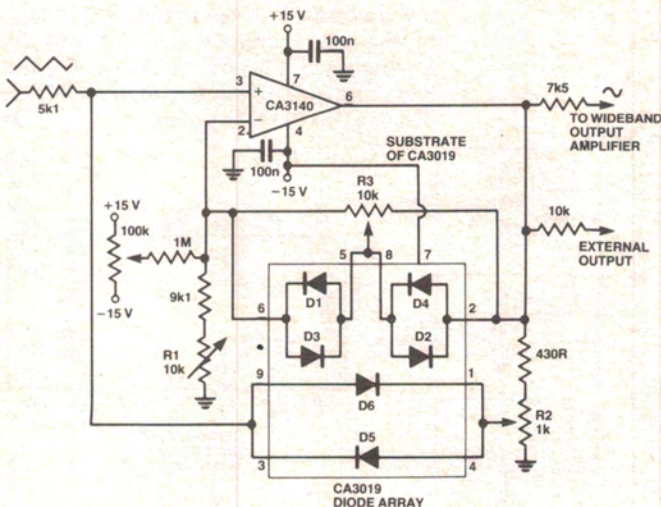 +15 V
100n
3
7
7k5
+
CA3140
6
5k1
−
TO WIDEBAND
OUTPUT
AMPLIFIER
2
4
SUBSTRATE
OF CA3019
100n
−15 V
R3
10k
+15 V
10k
100k
1M
5
8
7
EXTERNAL
OUTPUT
−15 V
9k1
6
D1
D4
2
D3
D2
430R
R1
10k
9
1
D6
R2
1k
D5
3
4
CA3019
DIODE ARRAY